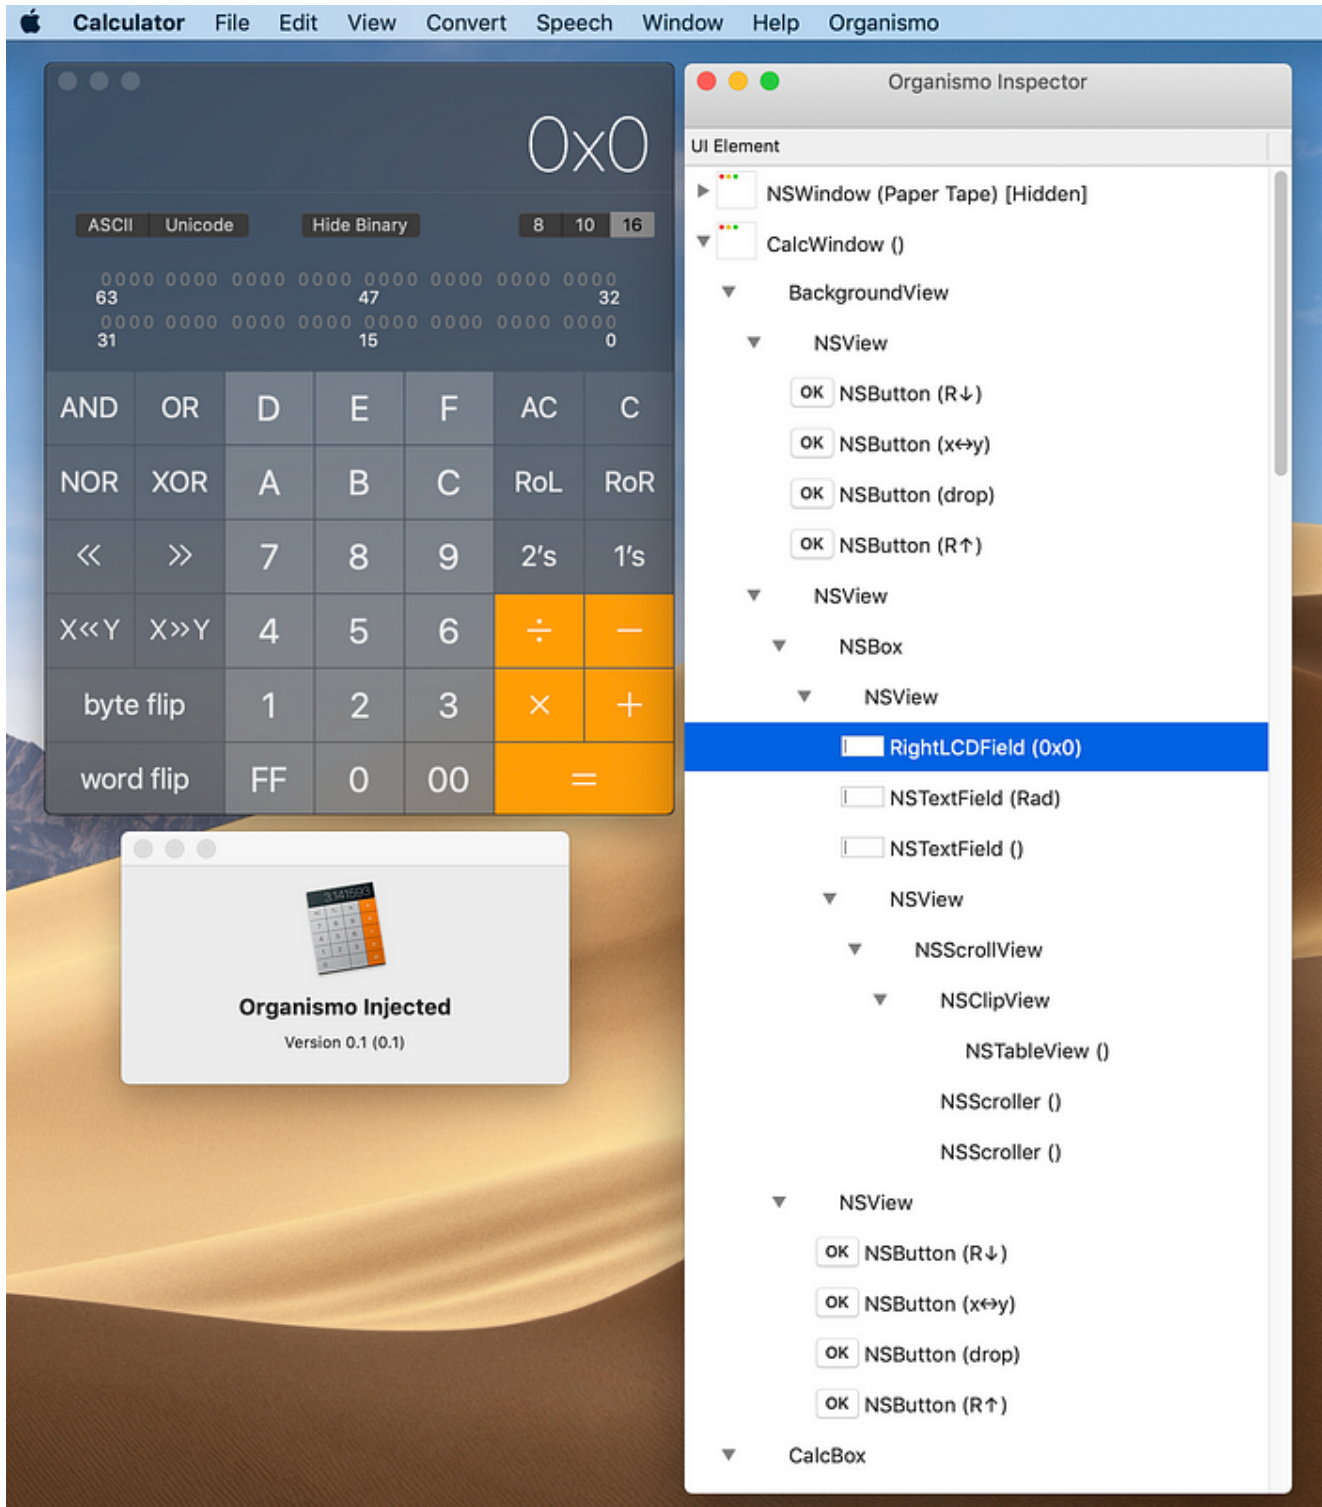 Calculator File Edit View Convert Speech Window Help Organismo
0x0
ASCII Unicode Hide Binary 8 10 16
0000 0000 0000 0000 0000 0000 0000 0000
63 47 32
0000 0000 0000 0000 0000 0000 0000 0000
31 15 0
AND OR D E F AC C
NOR XOR A B C RoL RoR
<< >> 7 8 9 2's 1's
X«Y X»Y 4 5 6 ÷ −
byte flip 1 2 3 × +
word flip FF 0 00 =
3.141593
Organismo Injected
Version 0.1 (0.1)
Organismo Inspector
UI Element
NSWindow (Paper Tape) [Hidden]
CalcWindow ()
BackgroundView
NSView
OK NSButton (R↓)
OK NSButton (x↔y)
OK NSButton (drop)
OK NSButton (R↑)
NSView
NSBox
NSView
RightLCDField (0x0)
NSTextField (Rad)
NSTextField ()
NSView
NSScrollView
NSClipView
NSTableView ()
NSScroller ()
NSScroller ()
NSView
OK NSButton (R↓)
OK NSButton (x↔y)
OK NSButton (drop)
OK NSButton (R↑)
CalcBox